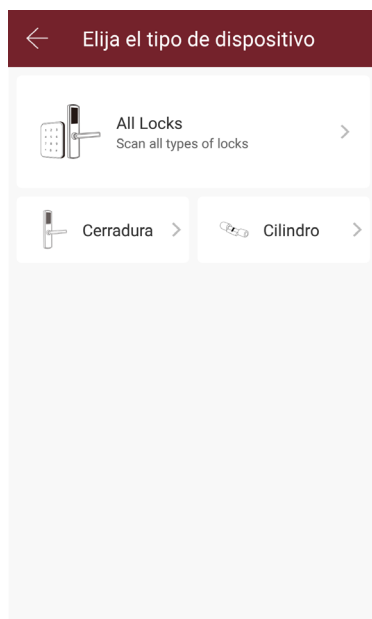 Elija el tipo de dispositivo
All Locks
Scan all types of locks
Cerradura
Cilindro